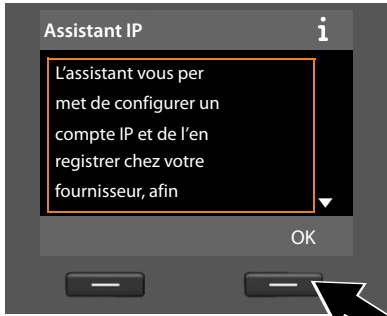 Assistant IP i
L'assistant vous per
met de configurer un
compte IP et de l'en
registrer chez votre
fournisseur, afin
OK